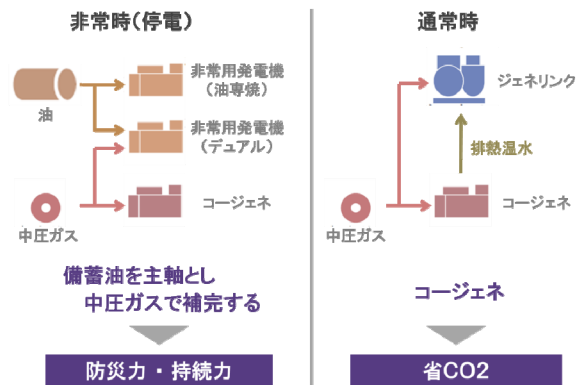 非常時(停電)
油
非常用発電機
(油専焼)
非常用発電機
(デュアル)
中圧ガス
コージェネ
備蓄油を主軸とし
中圧ガスで補完する
防災力・持続力
通常時
ジェネリンク
排熱温水
中圧ガス
コージェネ
コージェネ
省CO2